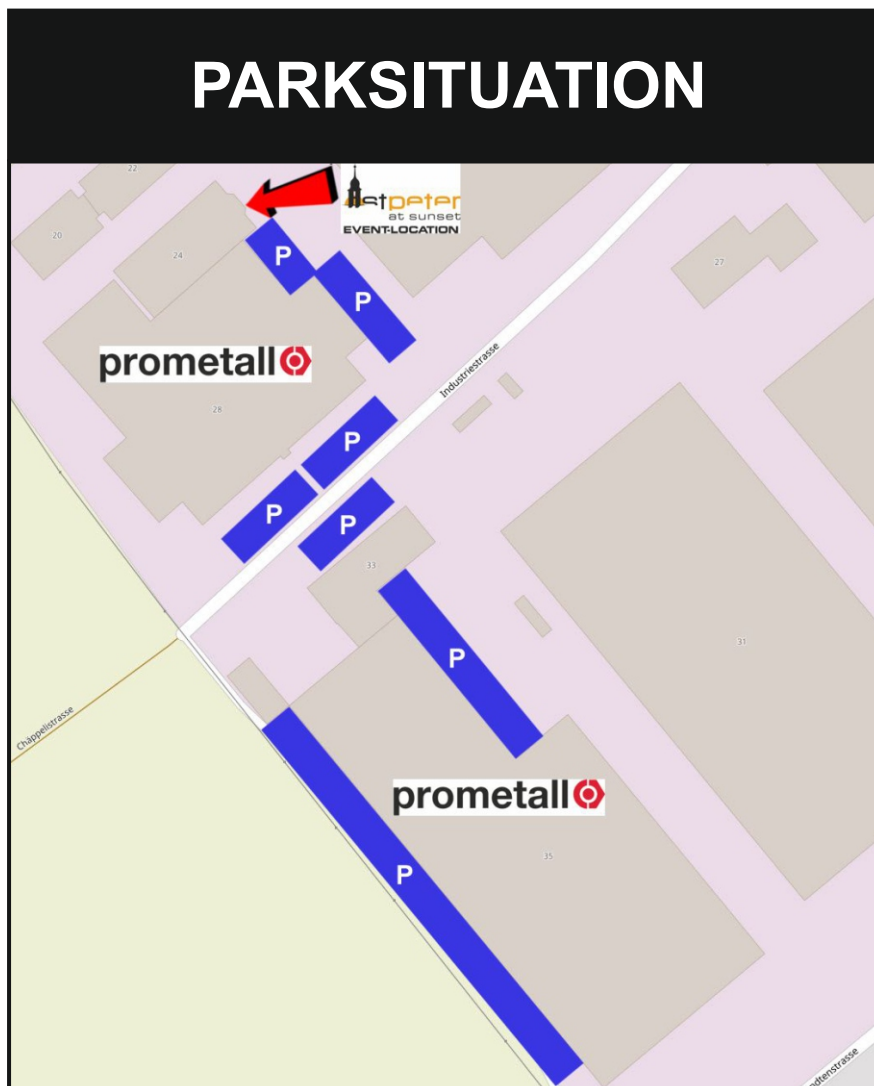 PARKSITUATION
22
20
24
stpeter
at sunset
EVENT-LOCATION
27
P
P
prometall
28
Industriestrasse
P
P
P
33
P
31
Chäppelistrasse
prometall
35
P